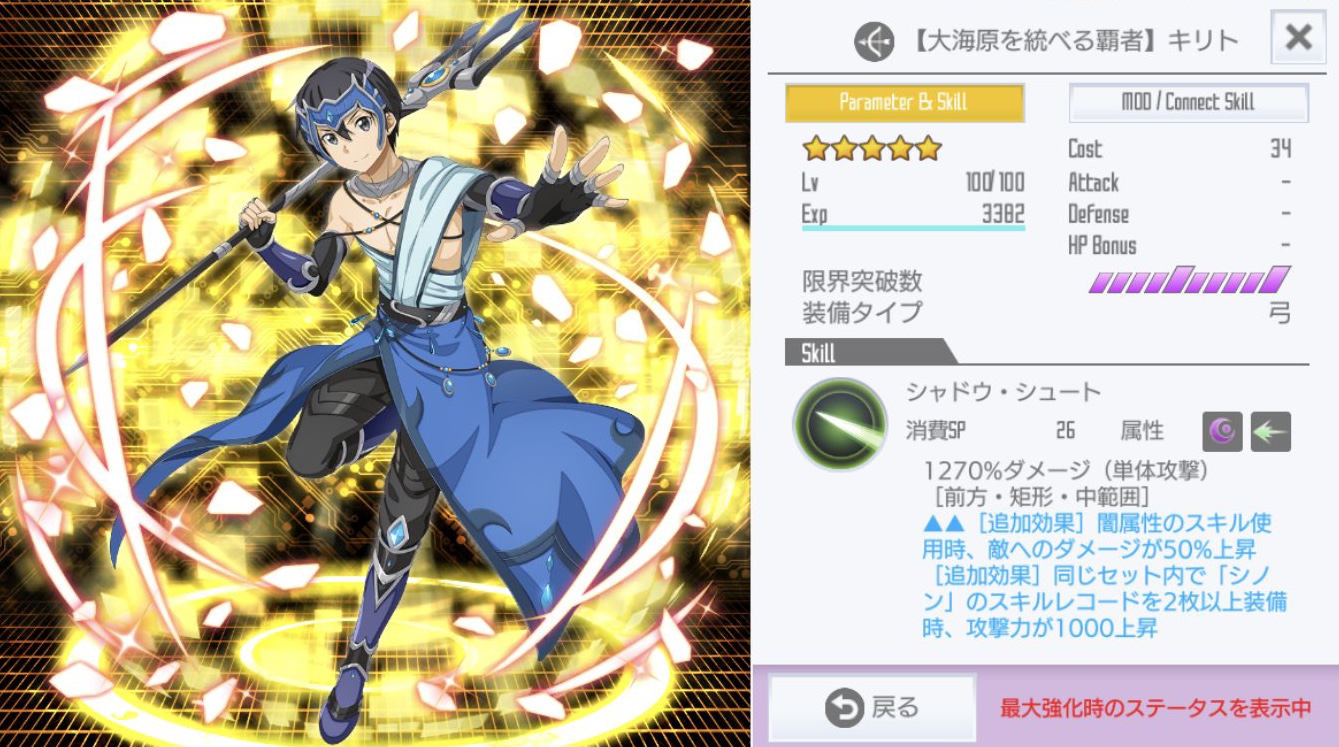 【大海原を統べる覇者】キリト
Parameter & Skill
MOD / Connect Skill
Lv 100/100
Exp 3382
Cost 34
Attack -
Defense -
HP Bonus -
限界突破数
装備タイプ 弓
Skill
シャドウ・シュート
消費SP 26 属性
1270%ダメージ（単体攻撃）
［前方・矩形・中範囲］
▲▲［追加効果］闇属性のスキル使
用時、敵へのダメージが50%上昇
［追加効果］同じセット内で「シノ
ン」のスキルレコードを2枚以上装備
時、攻撃力が1000上昇
戻る
最大強化時のステータスを表示中